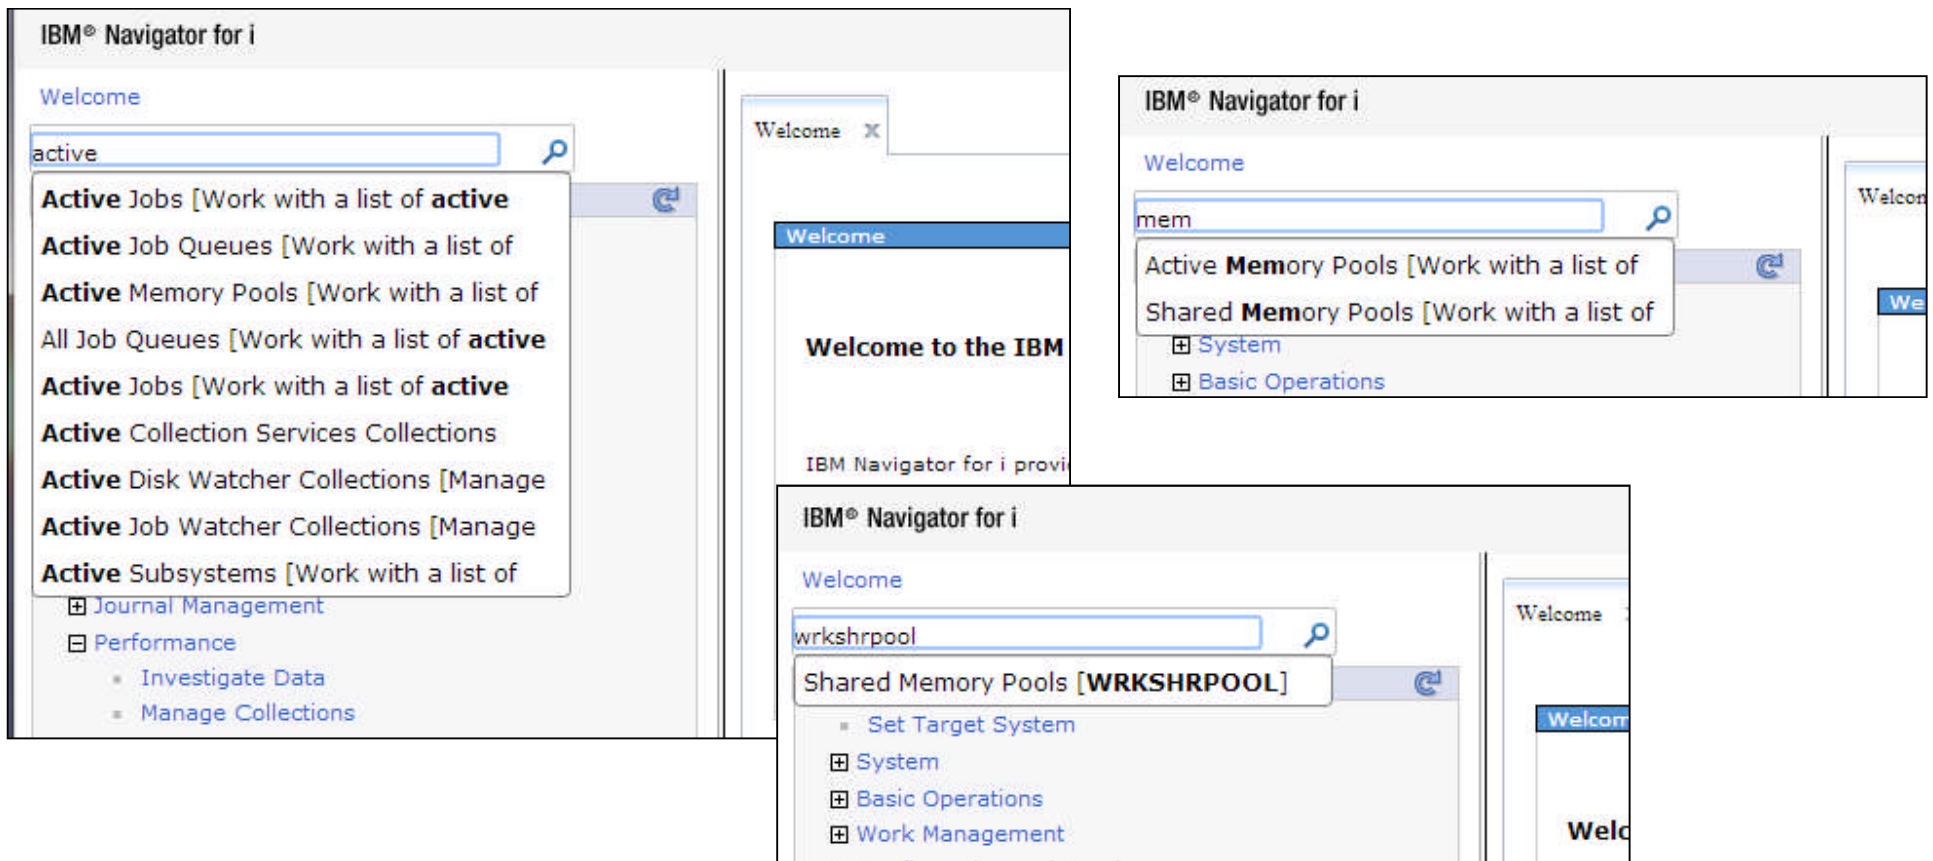 IBM® Navigator for i
Welcome
active
Active Jobs [Work with a list of active
Active Job Queues [Work with a list of
Active Memory Pools [Work with a list of
All Job Queues [Work with a list of active
Active Jobs [Work with a list of active
Active Collection Services Collections
Active Disk Watcher Collections [Manage
Active Job Watcher Collections [Manage
Active Subsystems [Work with a list of
Journal Management
Performance
Investigate Data
Manage Collections
Welcome X
Welcome
Welcome to the IBM
IBM Navigator for i provi
IBM® Navigator for i
Welcome
mem
Active Memory Pools [Work with a list of
Shared Memory Pools [Work with a list of
System
Basic Operations
Welcon
We
IBM® Navigator for i
Welcome
wrkshrpool
Shared Memory Pools [WRKSHRPOOL]
Set Target System
System
Basic Operations
Work Management
Welcome
Welcom
Welc